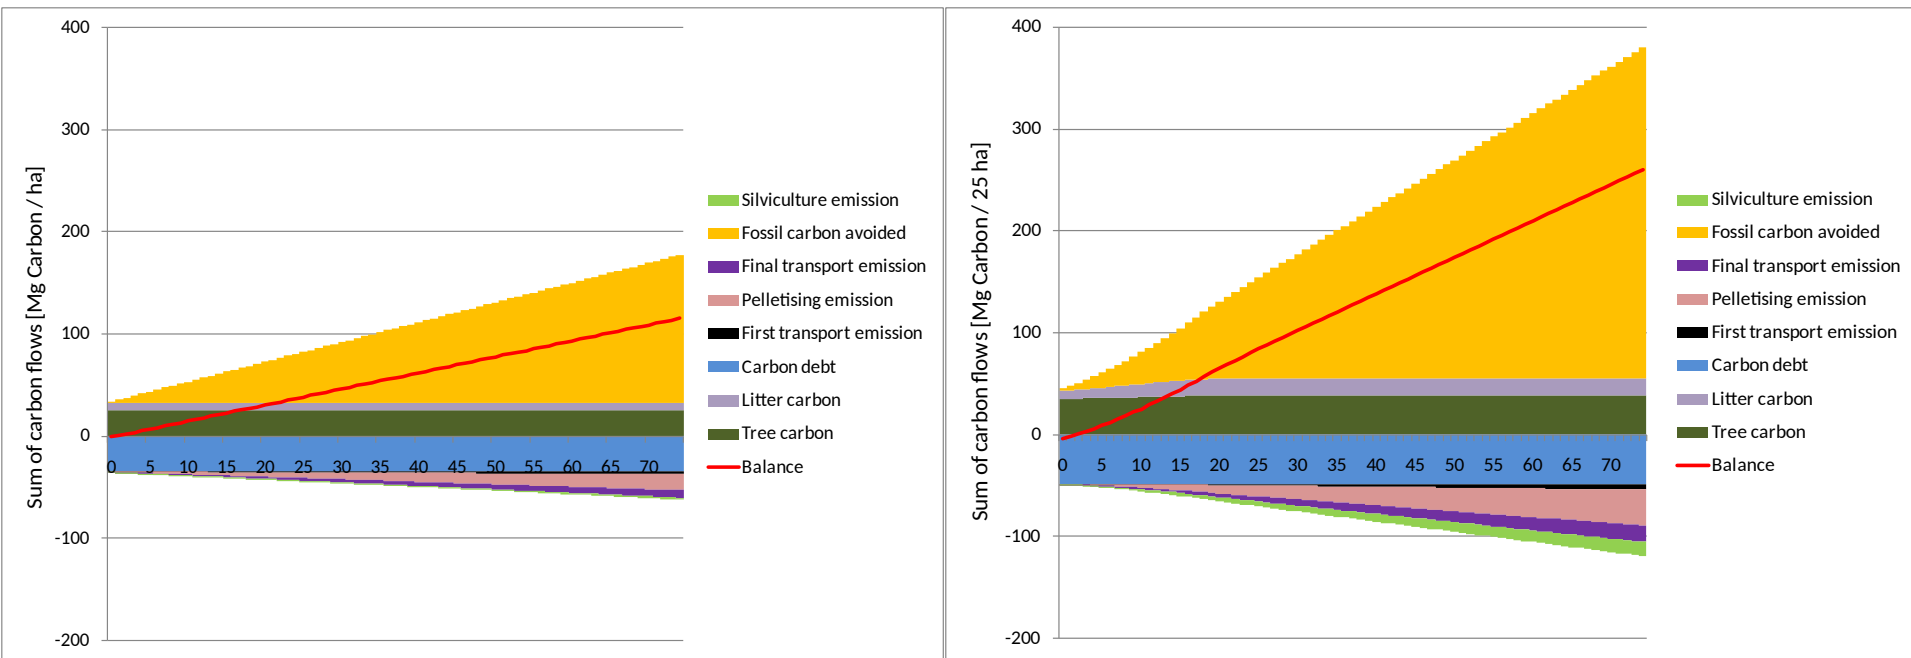 400
300
200
100
0
-100
-200
Sum of carbon flows [Mg Carbon / ha]
0 5 10 15 20 25 30 35 40 45 50 55 60 65 70
Silviculture emission
Fossil carbon avoided
Final transport emission
Pelletising emission
First transport emission
Carbon debt
Litter carbon
Tree carbon
Balance
400
300
200
100
0
-100
-200
Sum of carbon flows [Mg Carbon / 25 ha]
0 5 10 15 20 25 30 35 40 45 50 55 60 65 70
Silviculture emission
Fossil carbon avoided
Final transport emission
Pelletising emission
First transport emission
Carbon debt
Litter carbon
Tree carbon
Balance